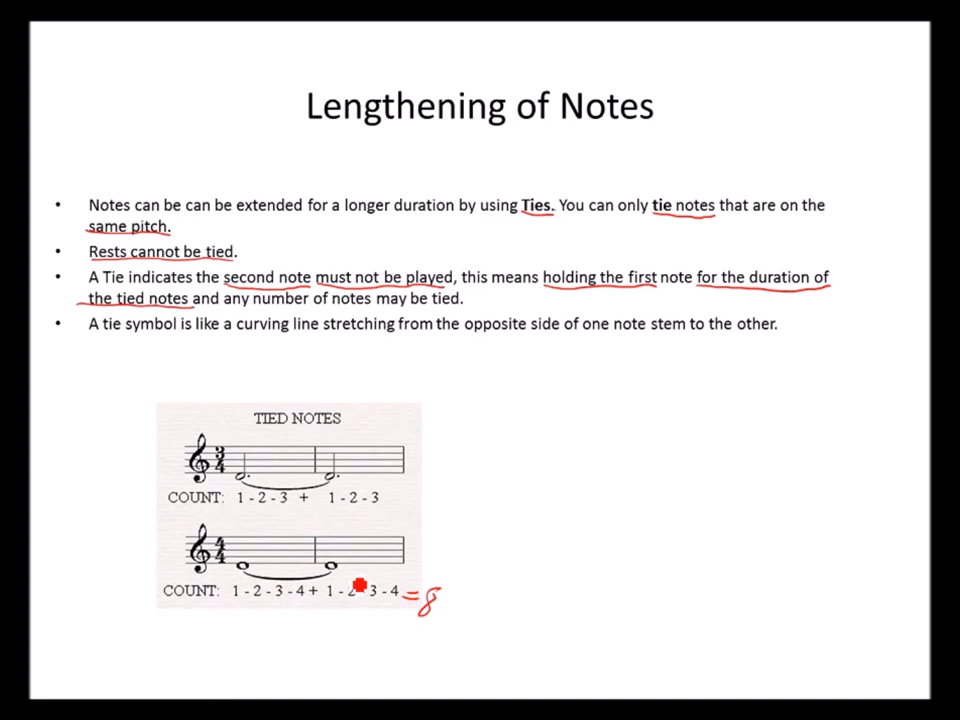 Lengthening of Notes
• Notes can be can be extended for a longer duration by using Ties. You can only tie notes that are on the
same pitch.
• Rests cannot be tied.
• A Tie indicates the second note must not be played, this means holding the first note for the duration of
the tied notes and any number of notes may be tied.
• A tie symbol is like a curving line stretching from the opposite side of one note stem to the other.
TIED NOTES
3
4
COUNT: 1 - 2 - 3 + 1 - 2 - 3
4
4
COUNT: 1 - 2 - 3 - 4 + 1 - 2 - 3 - 4 = 8